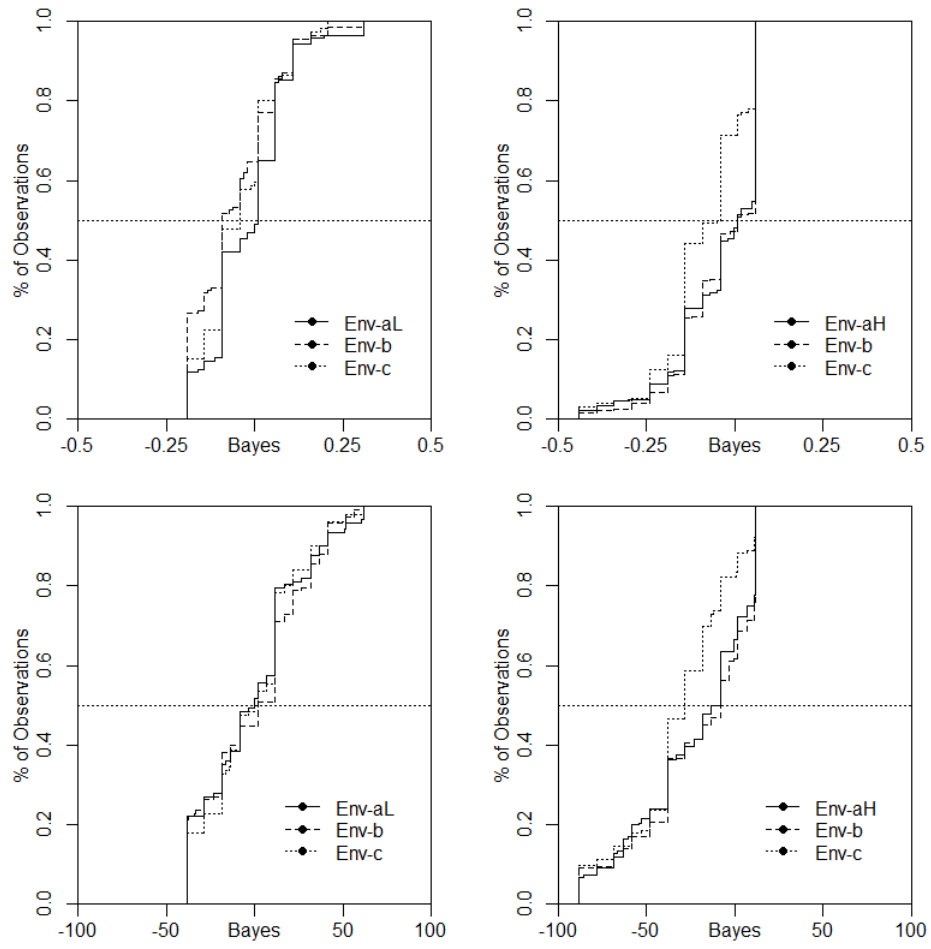 % of Observations
1.0
0.8
0.6
0.4
0.2
0.0
Env-aL
Env-b
Env-c
-0.5 -0.25 Bayes 0.25 0.5
% of Observations
1.0
0.8
0.6
0.4
0.2
0.0
Env-aH
Env-b
Env-c
-0.5 -0.25 Bayes 0.25 0.5
% of Observations
1.0
0.8
0.6
0.4
0.2
0.0
Env-aL
Env-b
Env-c
-100 -50 Bayes 50 100
% of Observations
1.0
0.8
0.6
0.4
0.2
0.0
Env-aH
Env-b
Env-c
-100 -50 Bayes 50 100